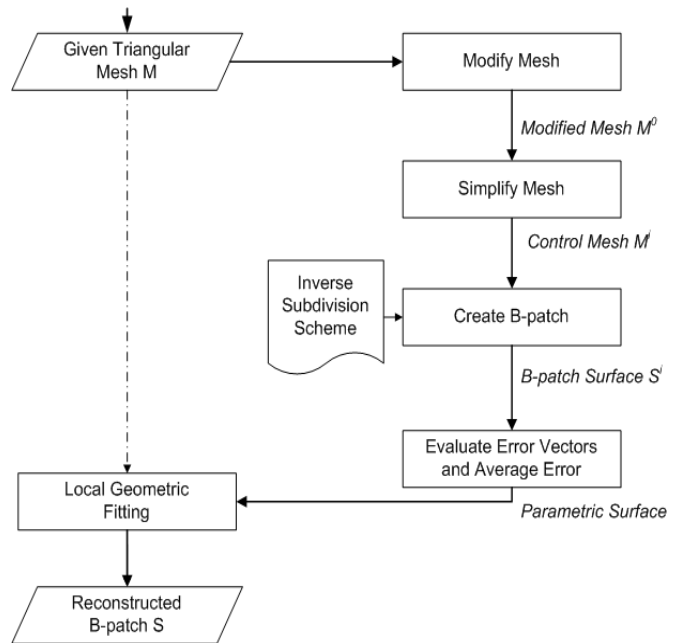 Given Triangular
Mesh M
Modify Mesh
Modified Mesh M⁰
Simplify Mesh
Control Mesh Mⁱ
Inverse
Subdivision
Scheme
Create B-patch
B-patch Surface Sⁱ
Evaluate Error Vectors
and Average Error
Local Geometric
Fitting
Parametric Surface
Reconstructed
B-patch S